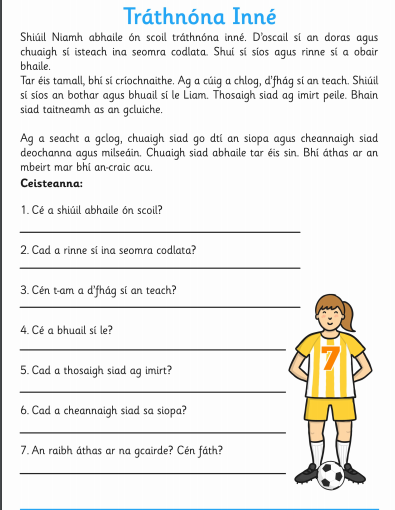 Tráthnóna Inné
Shiúil Niamh abhaile ón scoil tráthnóna inné. D'oscail sí an doras agus
chuaigh sí isteach ina seomra codlata. Shuí sí síos agus rinne sí a obair
bhaile.
Tar éis tamall, bhí sí críochnaithe. Ag a cúig a chlog, d'fhág sí an teach. Shiúil
sí síos an bothar agus bhuail sí le Liam. Thosaigh siad ag imirt peile. Bhain
siad taitneamh as an gcluiche.
Ag a seacht a gclog, chuaigh siad go dtí an siopa agus cheannaigh siad
deochanna agus milseáin. Chuaigh siad abhaile tar éis sin. Bhí áthas ar an
mbeirt mar bhí an-craic acu.
Ceisteanna:
1. Cé a shiúil abhaile ón scoil?
2. Cad a rinne sí ina seomra codlata?
3. Cén t-am a d'fhág sí an teach?
4. Cé a bhuail sí le?
5. Cad a thosaigh siad ag imirt?
6. Cad a cheannaigh siad sa siopa?
7. An raibh áthas ar na gcairde? Cén fáth?
7